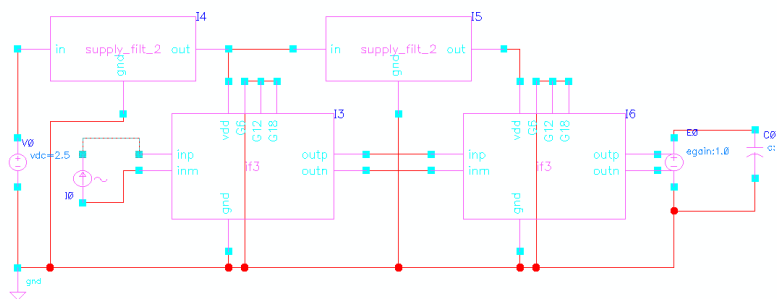 I4
I5
in
supply_filt_2
out
gnd
in
supply_filt_2
out
gnd
V0
vdc=2.5
I0
I3
vdd
G6
G12
G18
inp
inm
if3
outp
outn
gnd
I6
vdd
G6
G12
G18
inp
inm
if3
outp
outn
gnd
E0
egain:1.0
C0
gnd